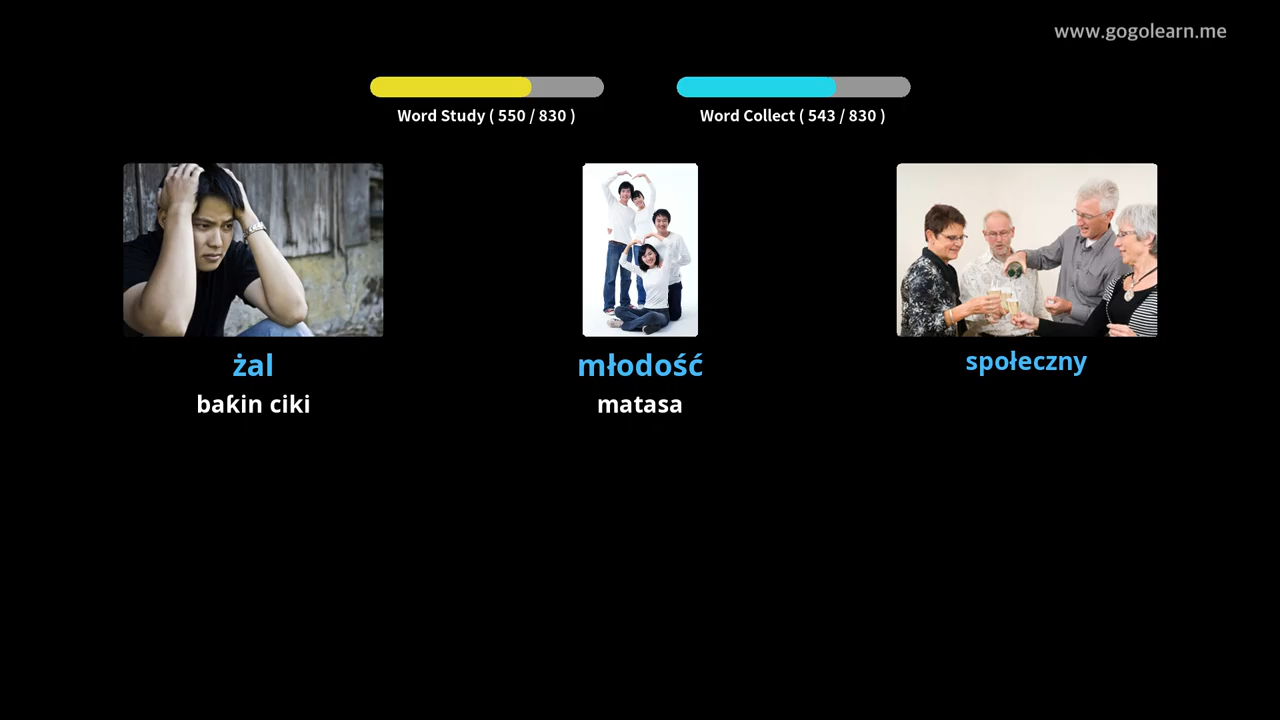 www.gogolearn.me
Word Study ( 550 / 830 )
Word Collect ( 543 / 830 )
żal
młodość
społeczny
baƙin ciki
matasa